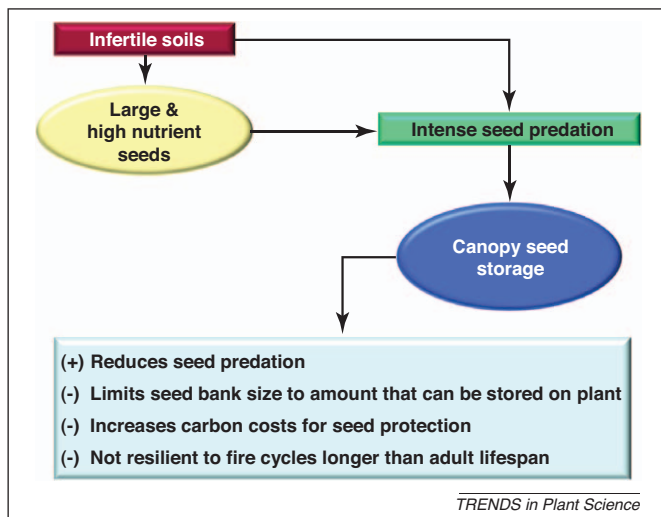 Infertile soils
Large &
high nutrient
seeds
Intense seed predation
Canopy seed
storage
(+) Reduces seed predation
(-) Limits seed bank size to amount that can be stored on plant
(-) Increases carbon costs for seed protection
(-) Not resilient to fire cycles longer than adult lifespan
TRENDS in Plant Science